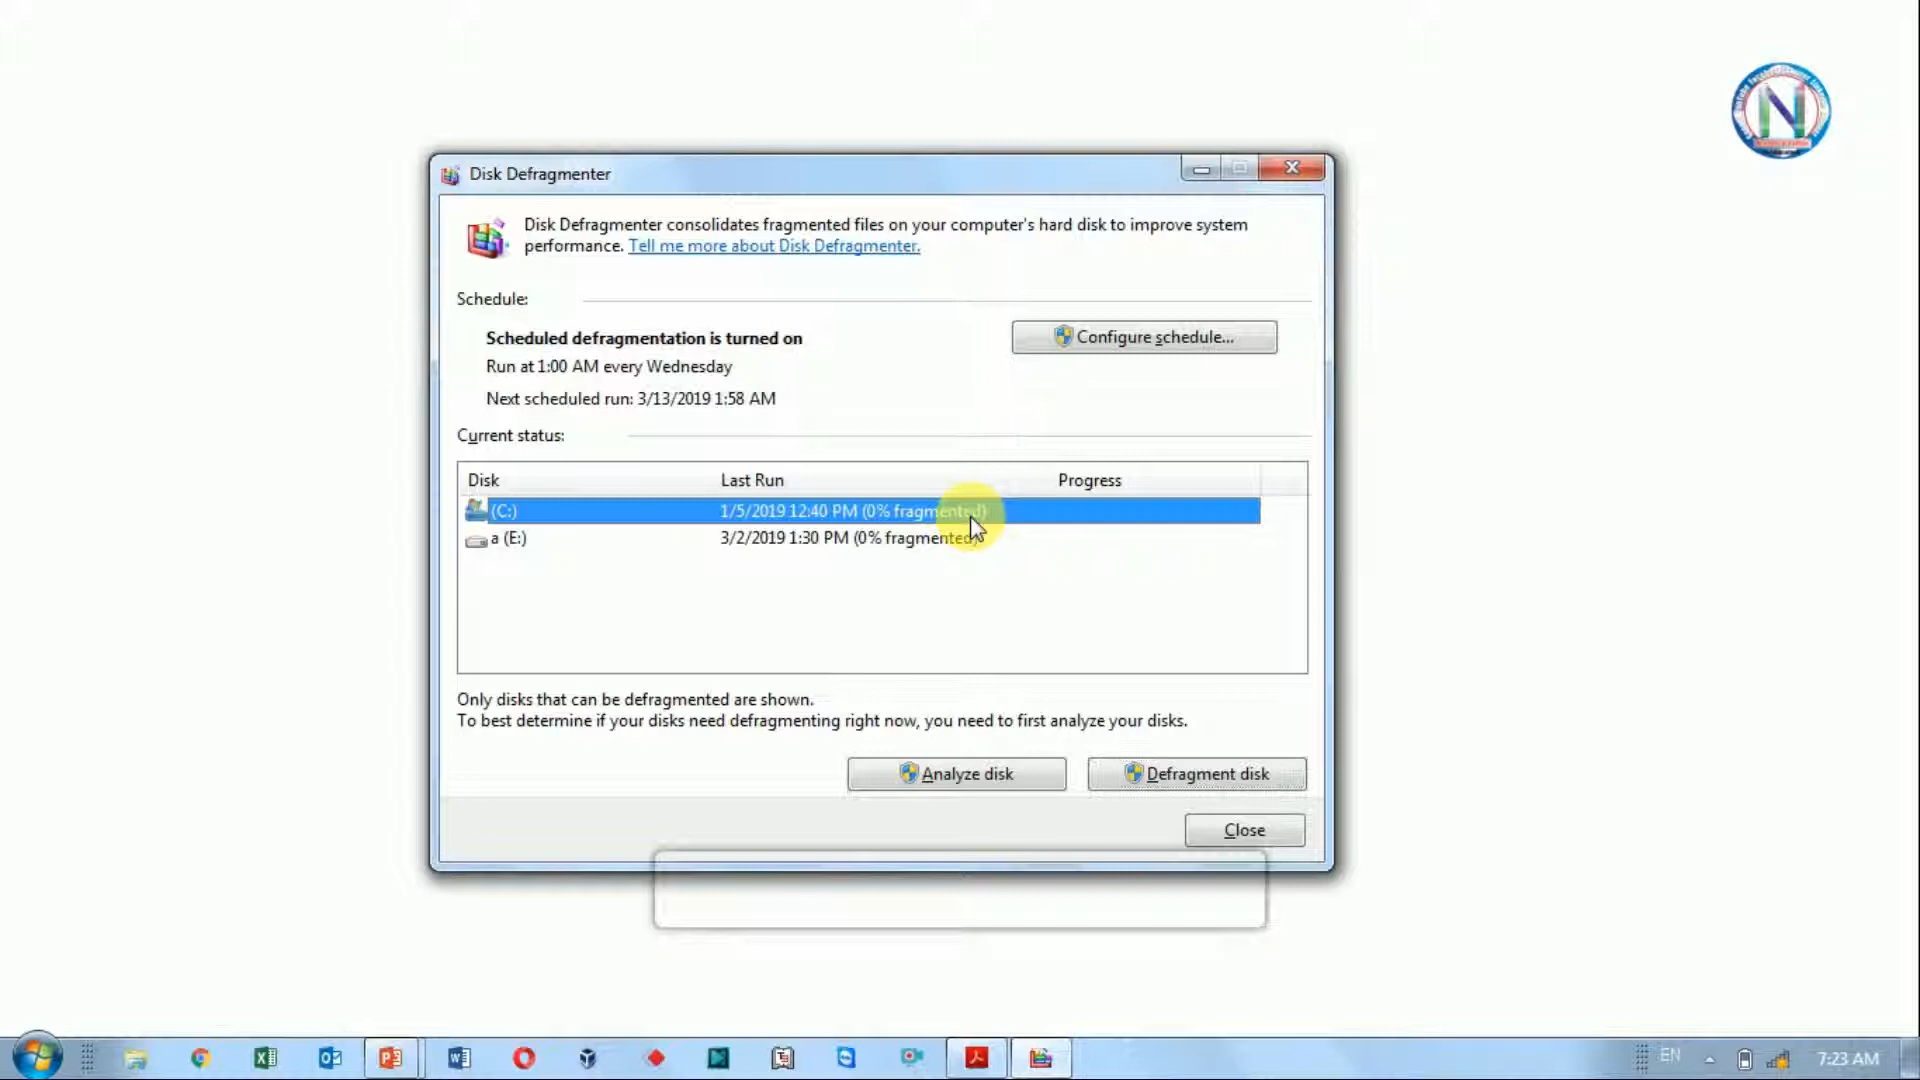 Disk Defragmenter
Disk Defragmenter consolidates fragmented files on your computer's hard disk to improve system
performance. Tell me more about Disk Defragmenter.
Schedule:
Scheduled defragmentation is turned on
Configure schedule...
Run at 1:00 AM every Wednesday
Next scheduled run: 3/13/2019 1:58 AM
Current status:
Disk Last Run Progress
(C:) 1/5/2019 12:40 PM (0% fragmented)
a (E:) 3/2/2019 1:30 PM (0% fragmented)
Only disks that can be defragmented are shown.
To best determine if your disks need defragmenting right now, you need to first analyze your disks.
Analyze disk Defragment disk
Close
EN 7:23 AM
N